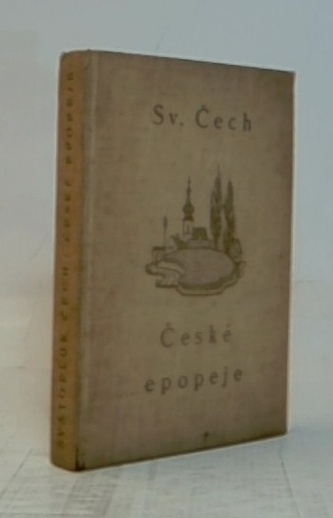 Sv. Čech
České
epopeje
SVATOPLUK ČECH: ČESKÉ EPOPEJE